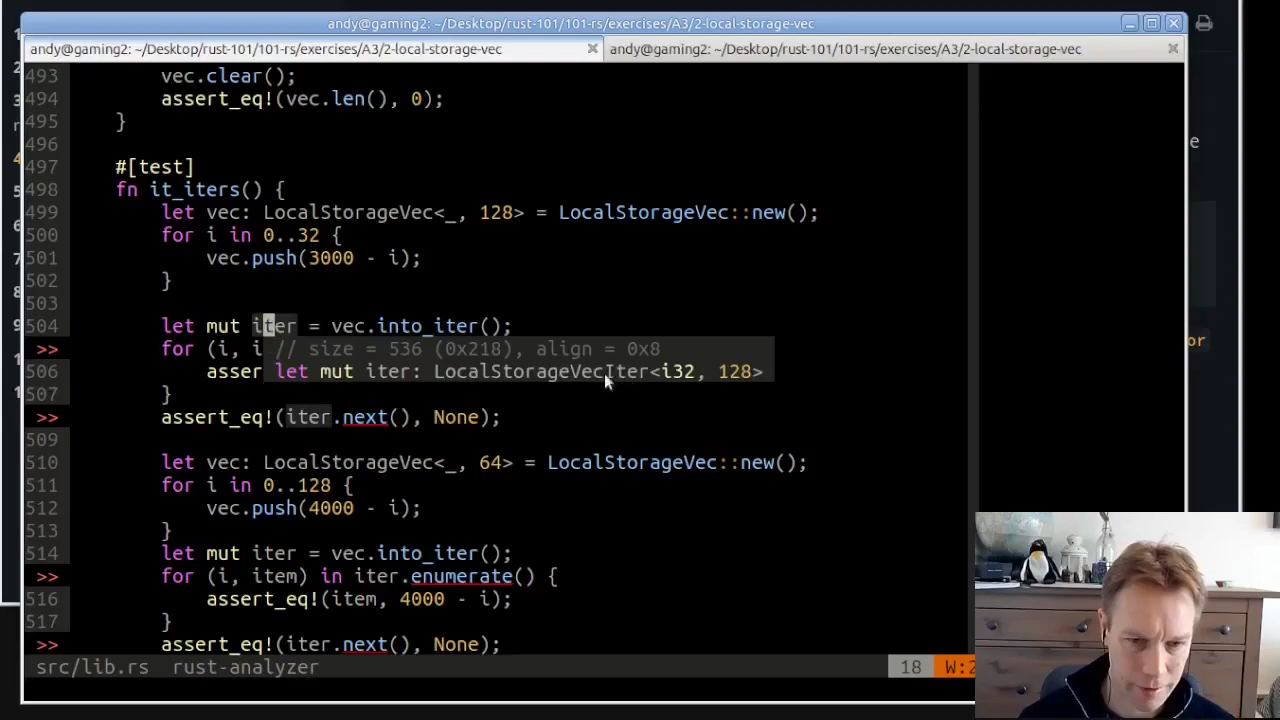 andy@gaming2: ~/Desktop/rust-101/101-rs/exercises/A3/2-local-storage-vec
andy@gaming2: ~/Desktop/rust-101/101-rs/exercises/A3/2-local-storage-vec
andy@gaming2: ~/Desktop/rust-101/101-rs/exercises/A3/2-local-storage-vec
493 vec.clear();
494 assert_eq!(vec.len(), 0);
495 }
496
497 #[test]
498 fn it_iters() {
499 let vec: LocalStorageVec<_, 128> = LocalStorageVec::new();
500 for i in 0..32 {
501 vec.push(3000 - i);
502 }
503
504 let mut iter = vec.into_iter();
>> for (i, i // size = 536 (0x218), align = 0x8
506 asser let mut iter: LocalStorageVecIter<i32, 128>
507 }
>> assert_eq!(iter.next(), None);
509
510 let vec: LocalStorageVec<_, 64> = LocalStorageVec::new();
511 for i in 0..128 {
512 vec.push(4000 - i);
513 }
514 let mut iter = vec.into_iter();
>> for (i, item) in iter.enumerate() {
516 assert_eq!(item, 4000 - i);
517 }
>> assert_eq!(iter.next(), None);
src/lib.rs rust-analyzer 18 W:2
e
or